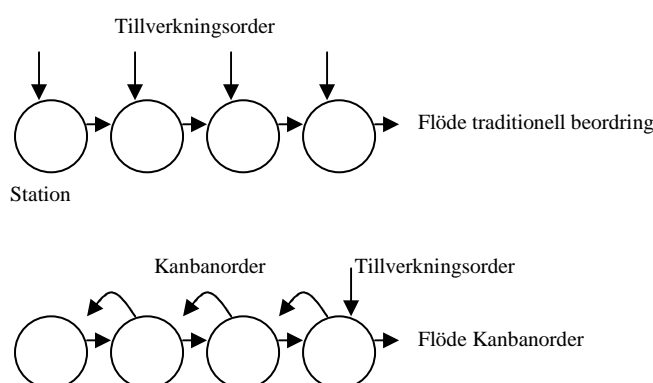 Tillverkningsorder
Flöde traditionell beordring
Station
Kanbanorder
Tillverkningsorder
Flöde Kanbanorder